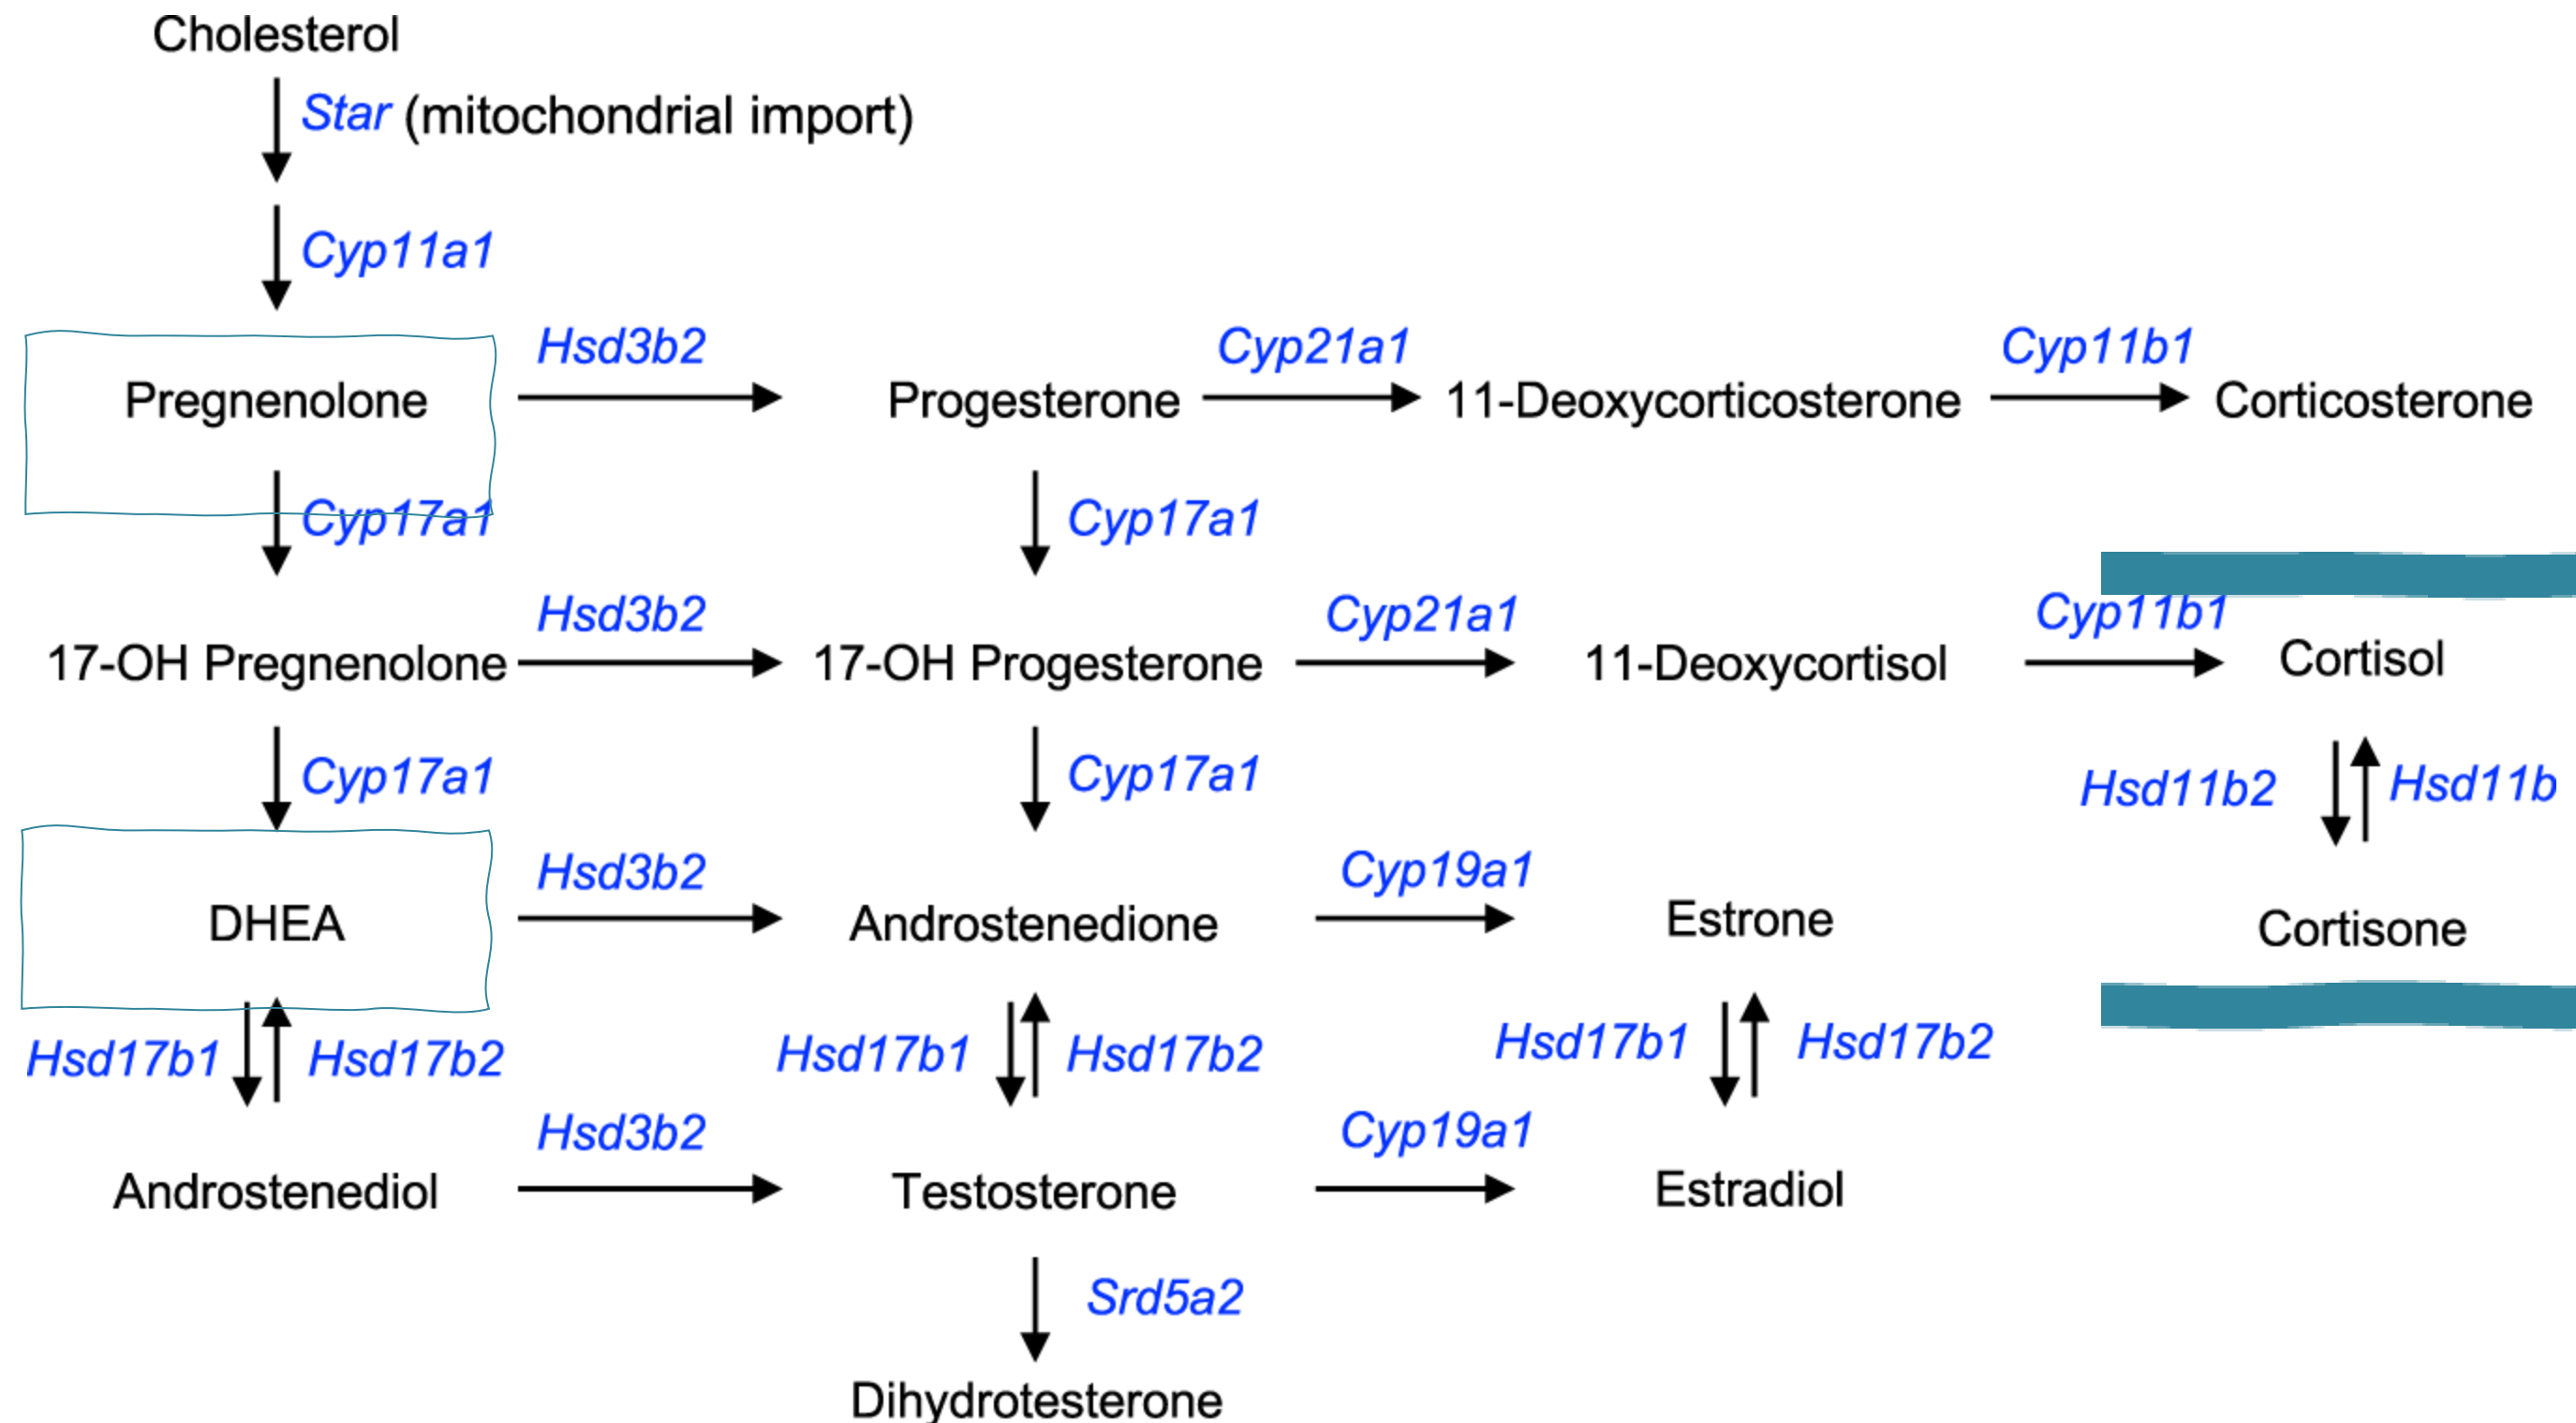 Cholesterol
Star (mitochondrial import)
Cyp11a1
Hsd3b2 Cyp21a1 Cyp11b1
Pregnenolone Progesterone 11-Deoxycorticosterone Corticosterone
Cyp17a1 Cyp17a1
Hsd3b2 Cyp21a1 Cyp11b1
17-OH Pregnenolone 17-OH Progesterone 11-Deoxycortisol Cortisol
Cyp17a1 Cyp17a1 Hsd11b2 Hsd11b
Hsd3b2 Cyp19a1
DHEA Androstenedione Estrone Cortisone
Hsd17b1 Hsd17b2 Hsd17b1 Hsd17b2 Hsd17b1 Hsd17b2
Hsd3b2 Cyp19a1
Androstenediol Testosterone Estradiol
Srd5a2
Dihydrotesterone